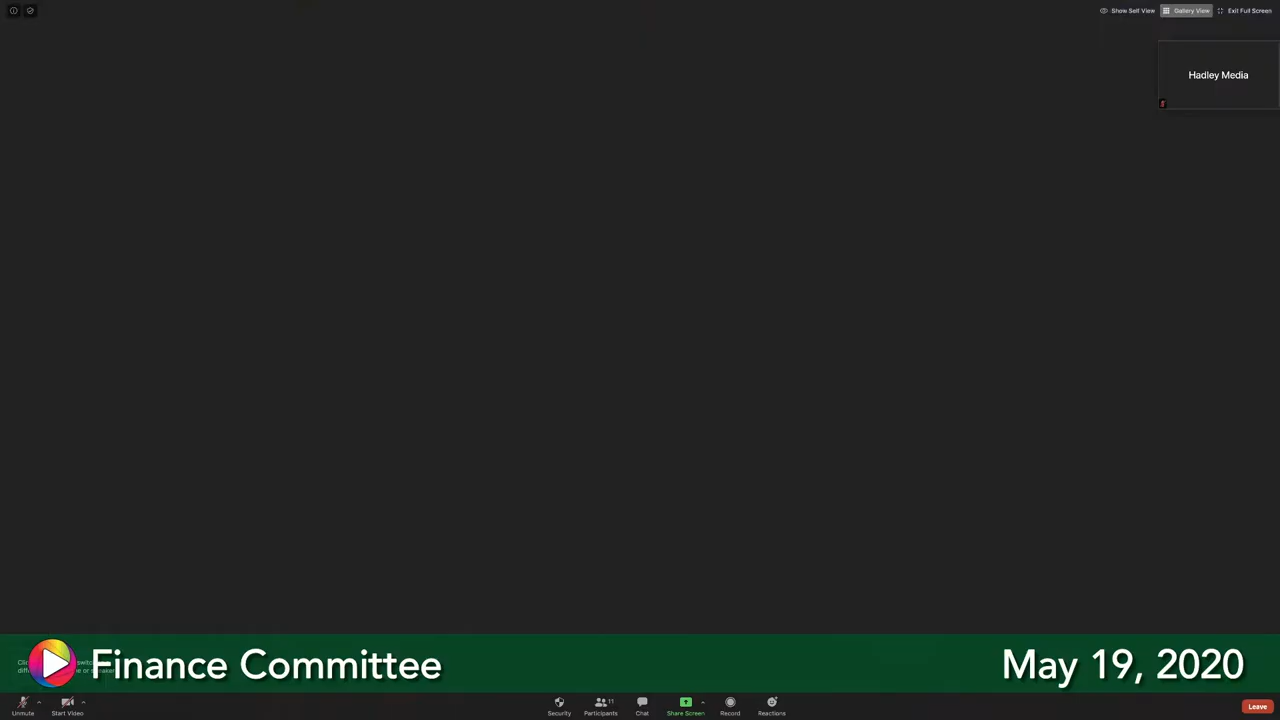 Show Self View
Gallery View
Exit Full Screen
Hadley Media
Finance Committee
May 19, 2020
Unmute
Start Video
Security
Participants
11
Chat
Share Screen
Record
Reactions
Leave